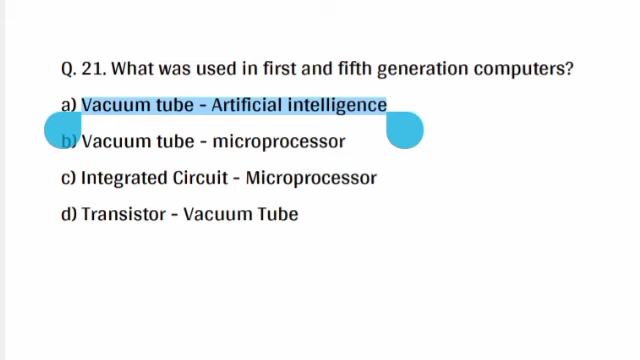 Q. 21. What was used in first and fifth generation computers?
a) Vacuum tube - Artificial intelligence
b) Vacuum tube - microprocessor
c) Integrated Circuit - Microprocessor
d) Transistor - Vacuum Tube